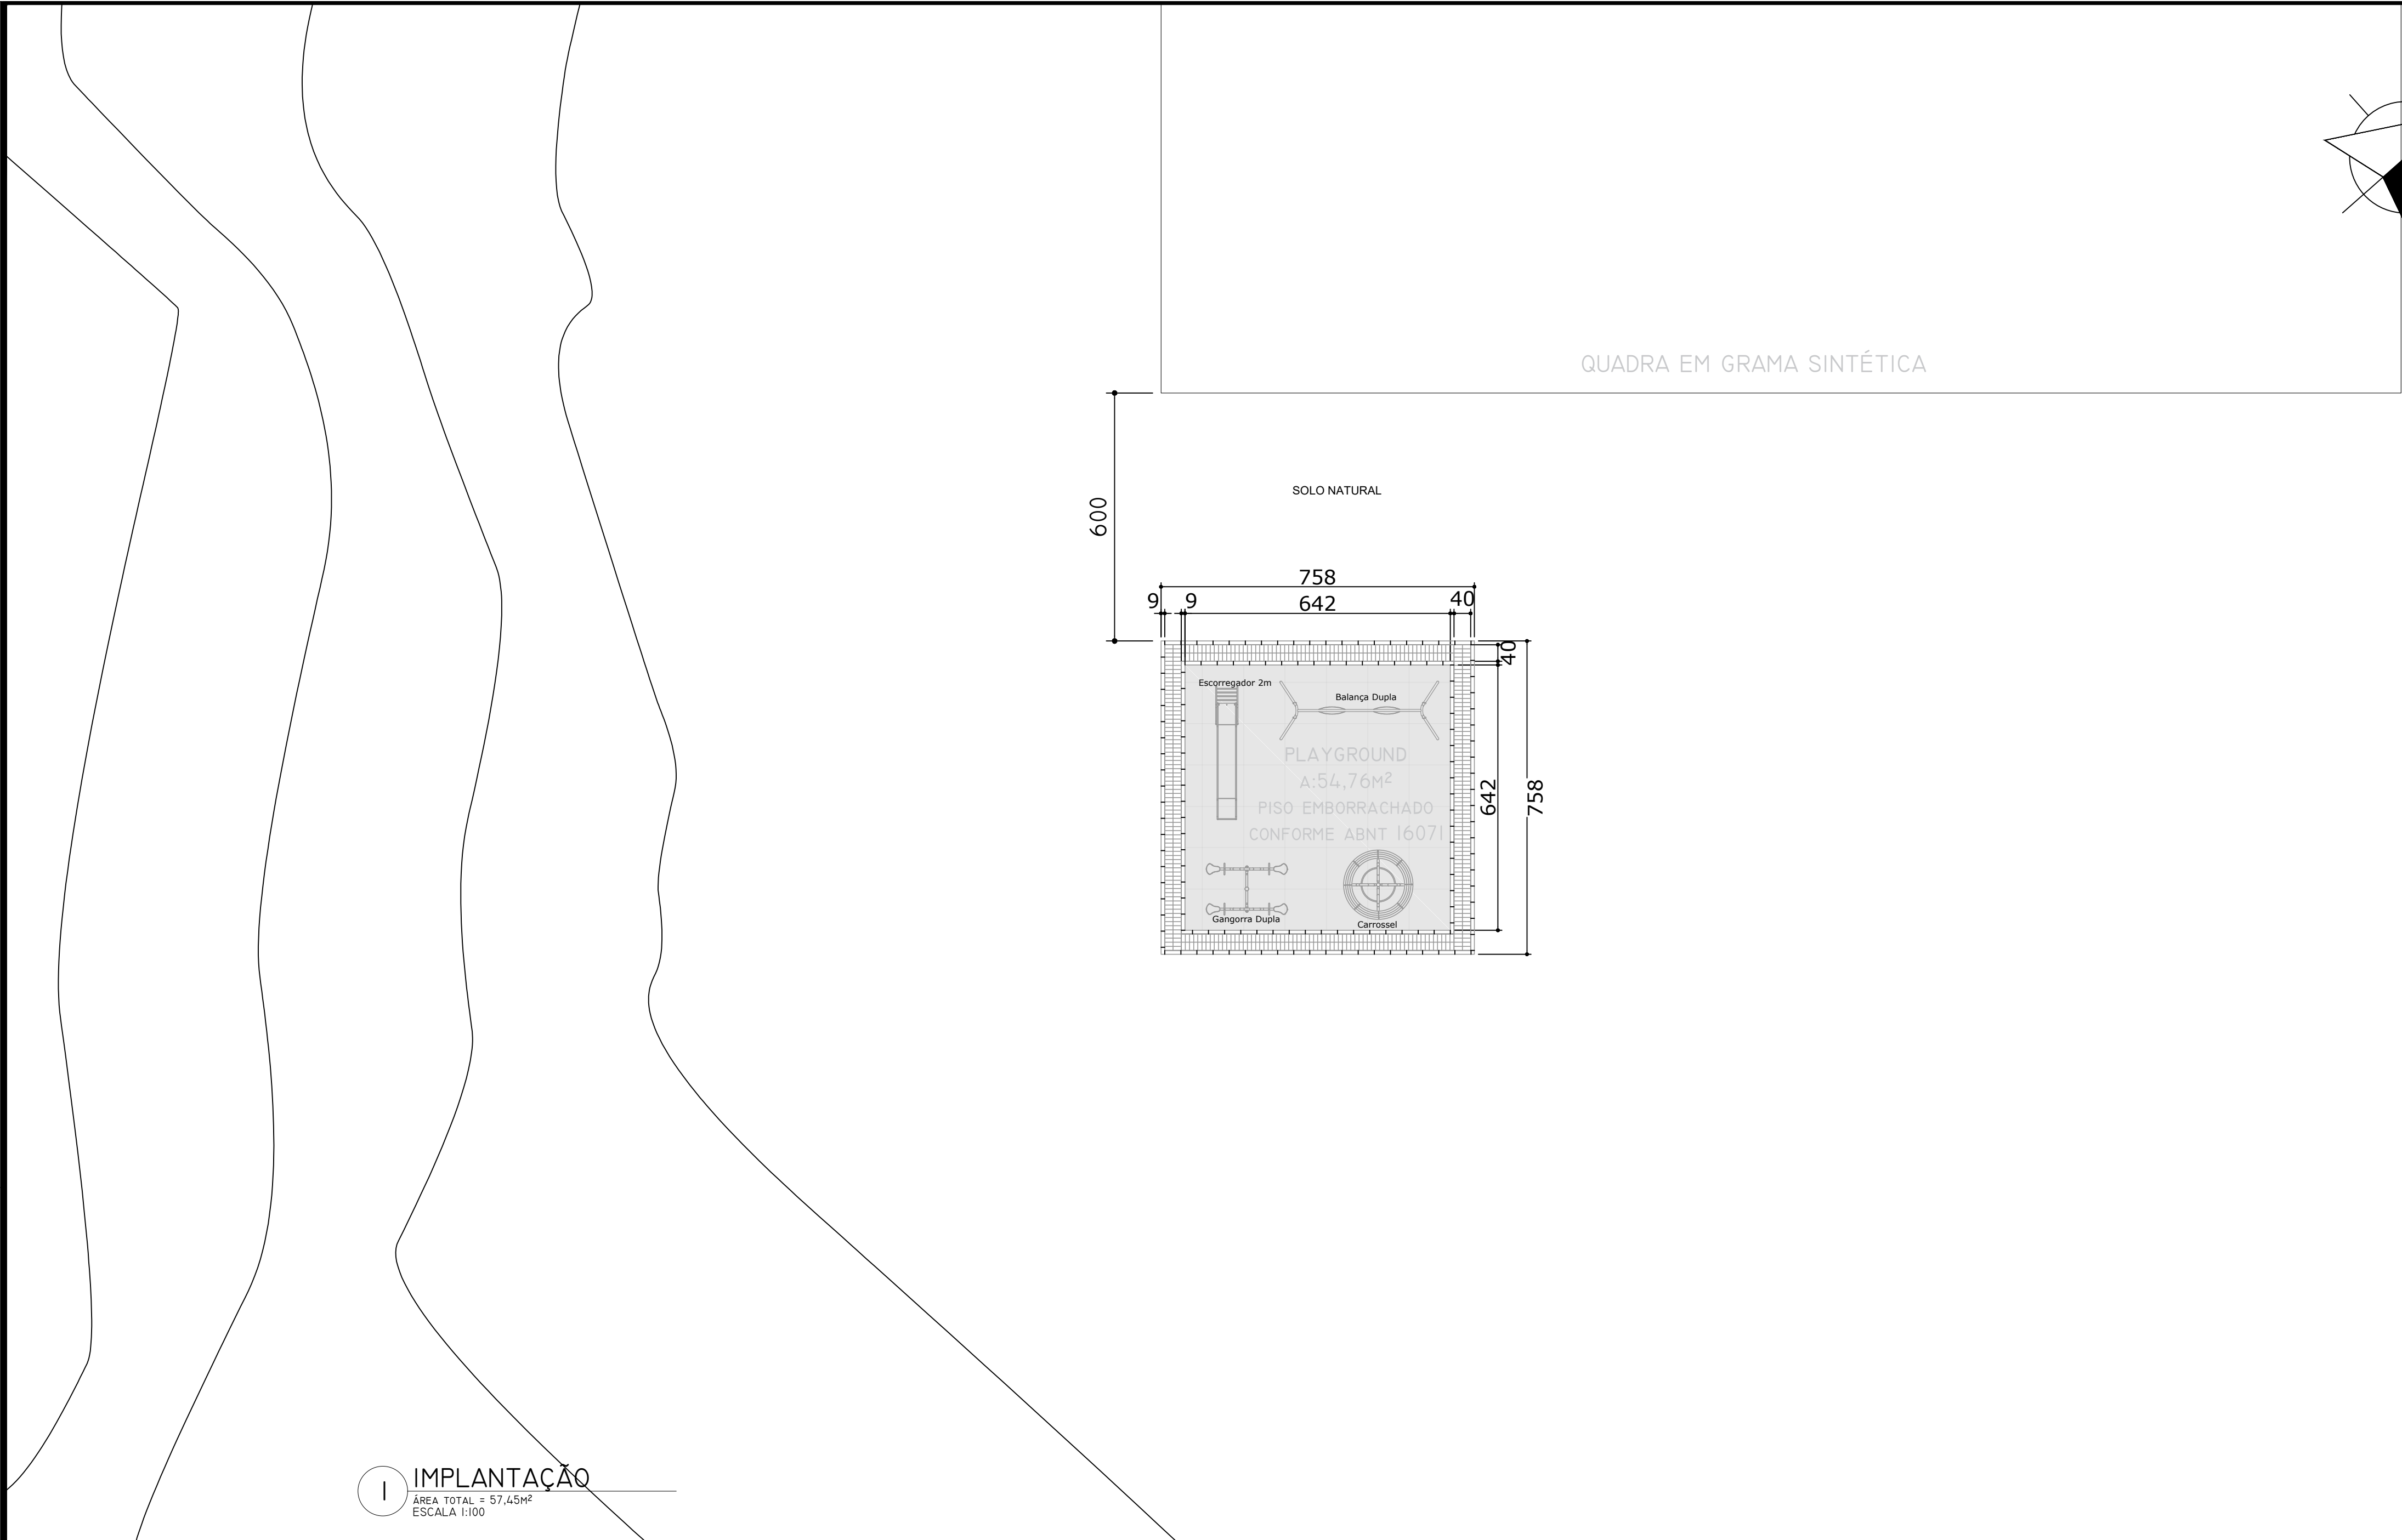 QUADRA EM GRAMA SINTÉTICA
600
SOLO NATURAL
758
9
9
642
40
40
Escorregador 2m
Balança Dupla
PLAYGROUND
A:54,76M²
PISO EMBORRACHADO
CONFORME ABNT 16071
642
758
Gangorra Dupla
Carrossel
1
IMPLANTAÇÃO
ÁREA TOTAL = 57,45M²
ESCALA 1:100